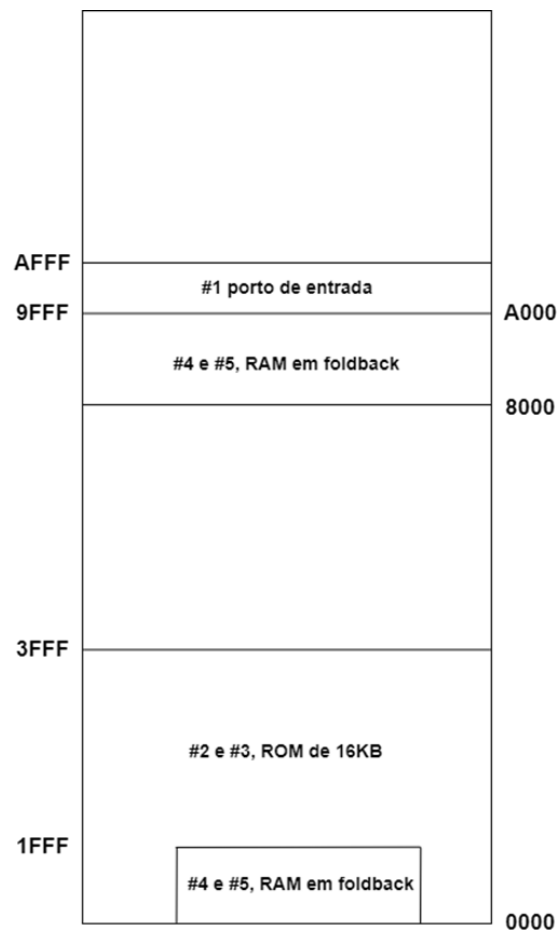 AFFF
#1 porto de entrada
9FFF
A000
#4 e #5, RAM em foldback
8000
3FFF
#2 e #3, ROM de 16KB
1FFF
#4 e #5, RAM em foldback
0000